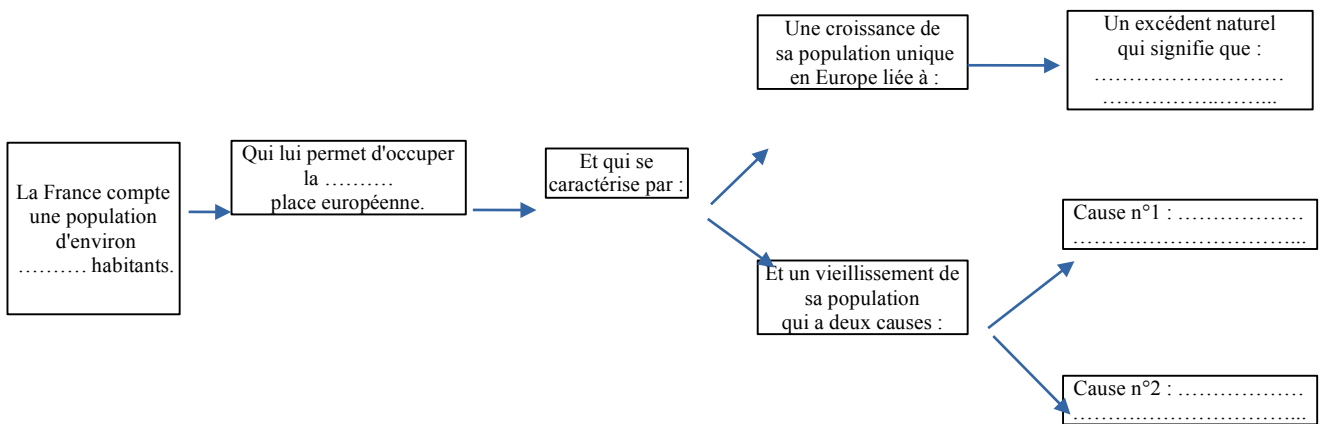 La France compte
une population
d'environ
………. habitants.
Qui lui permet d'occuper
la ……….
place européenne.
Et qui se
caractérise par :
Une croissance de
sa population unique
en Europe liée à :
Un excédent naturel
qui signifie que :
………………………
……………..……...
Et un vieillissement de
sa population
qui a deux causes :
Cause n°1 : ………………
……….…………………...
Cause n°2 : ………………
……….…………………...